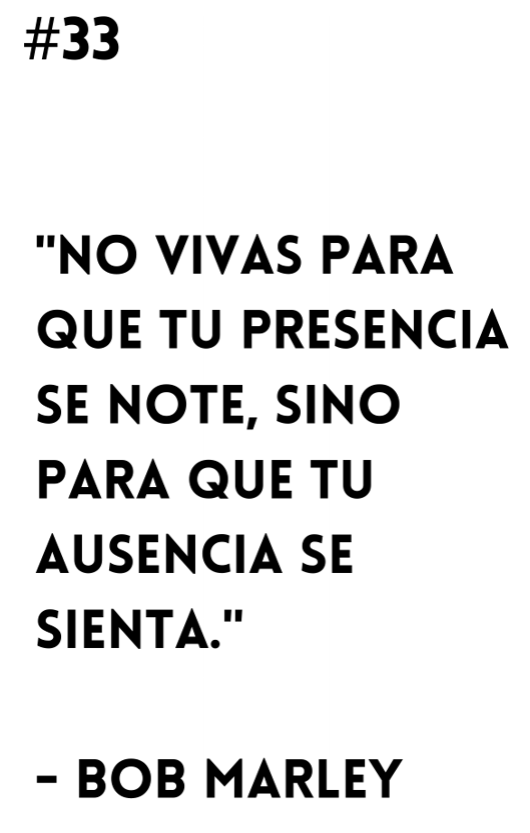 #33
"NO VIVAS PARA
QUE TU PRESENCIA
SE NOTE, SINO
PARA QUE TU
AUSENCIA SE
SIENTA."
- BOB MARLEY